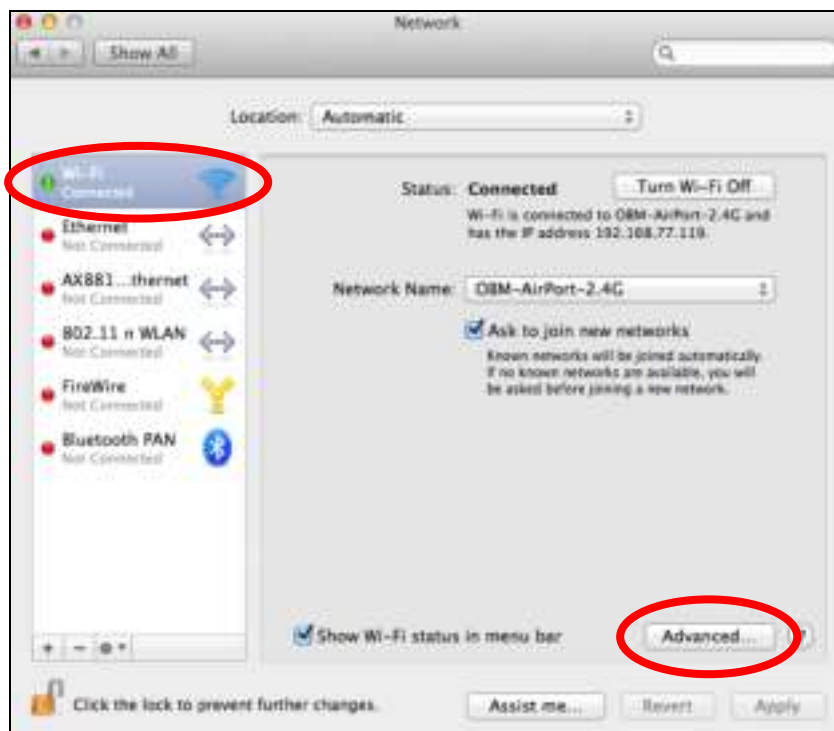 Network
Show All
Location: Automatic
Wi-Fi
Connected
Ethernet
Not Connected
AX881...thernet
Not Connected
802.11 n WLAN
Not Connected
FireWire
Not Connected
Bluetooth PAN
Not Connected
Status: Connected
Turn Wi-Fi Off
Wi-Fi is connected to OBM-AirPort-2.4G and
has the IP address 192.168.77.119.
Network Name: OBM-AirPort-2.4G
Ask to join new networks
Known networks will be joined automatically.
If no known networks are available, you will
be asked before joining a new network.
Show Wi-Fi status in menu bar
Advanced...
?
Click the lock to prevent further changes.
Assist me...
Revert
Apply